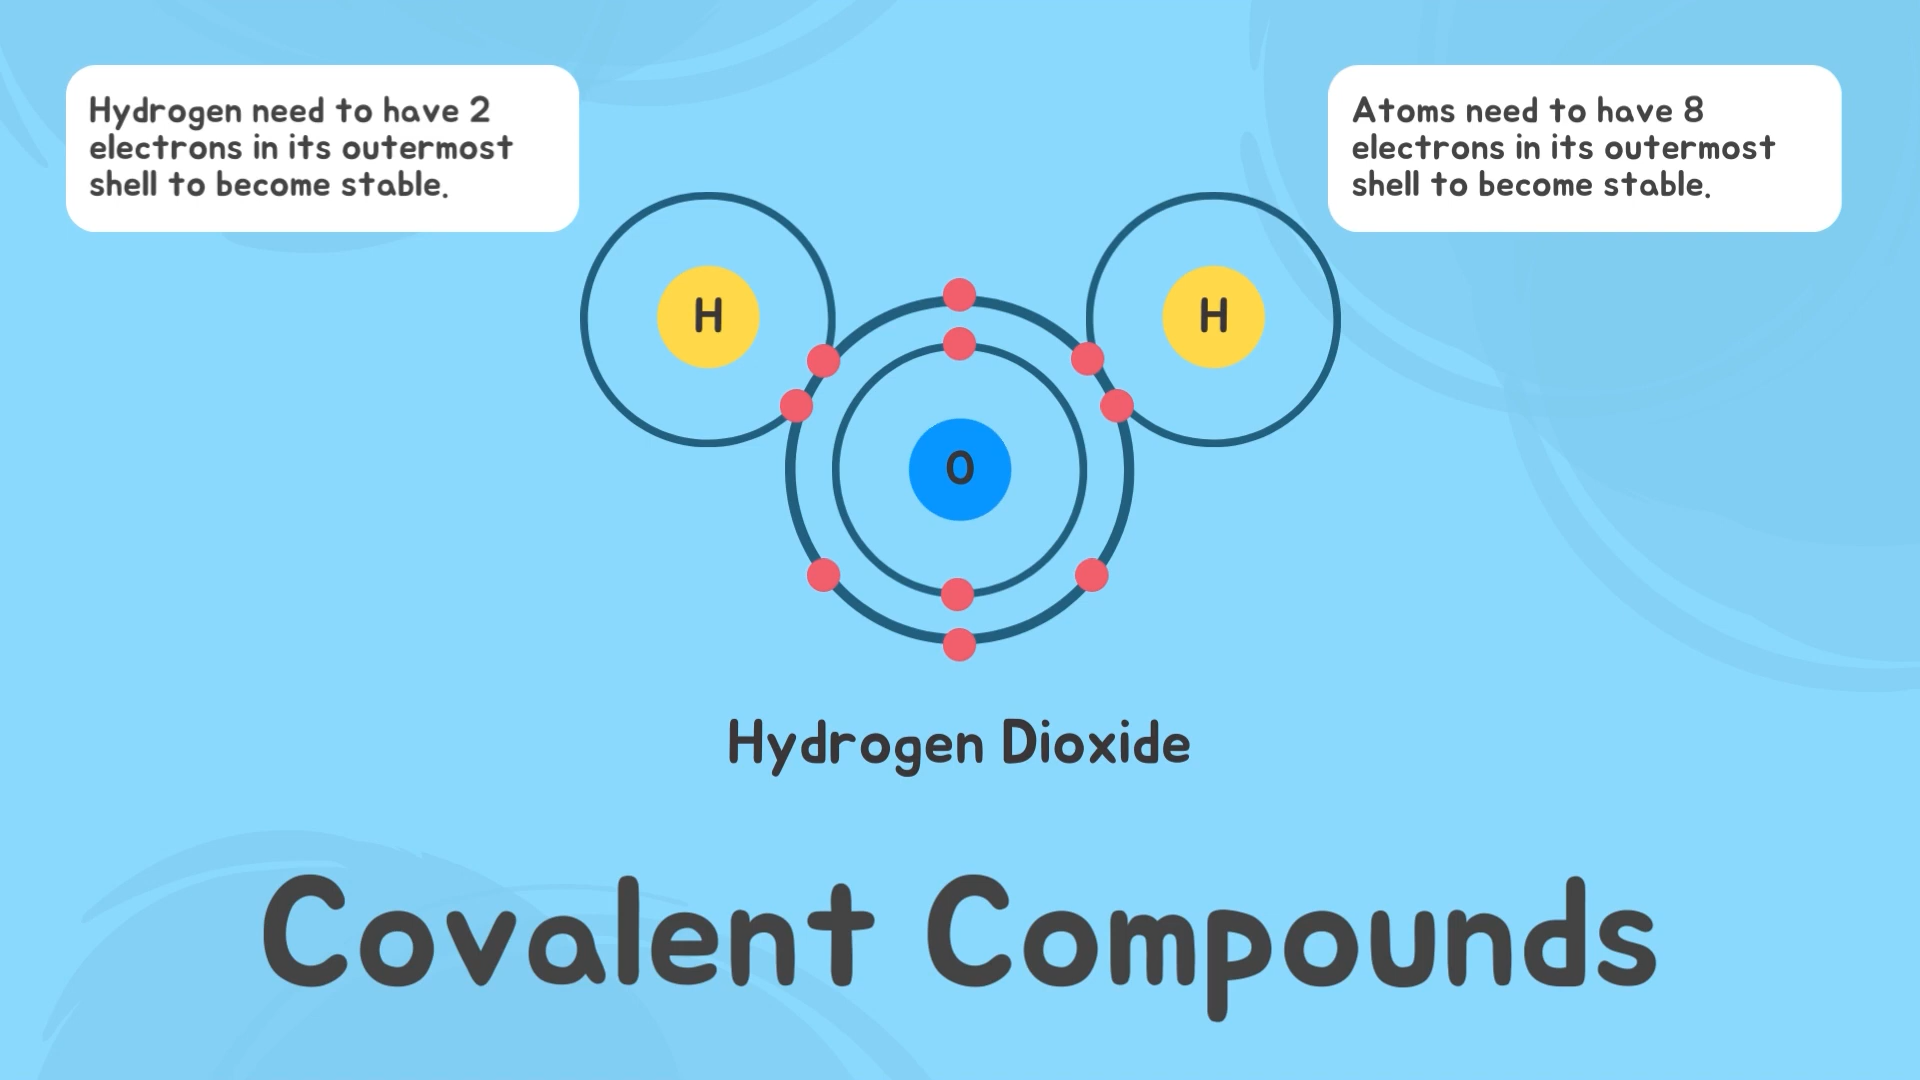 Hydrogen need to have 2
electrons in its outermost
shell to become stable.
Atoms need to have 8
electrons in its outermost
shell to become stable.
H
H
O
Hydrogen Dioxide
Covalent Compounds